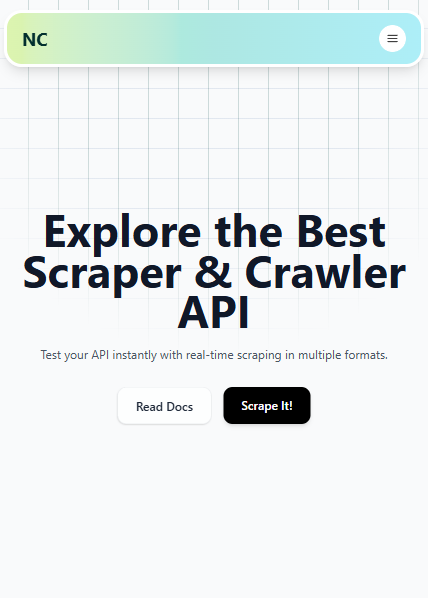 NC
Explore the Best
Scraper & Crawler
API
Test your API instantly with real-time scraping in multiple formats.
Read Docs
Scrape It!